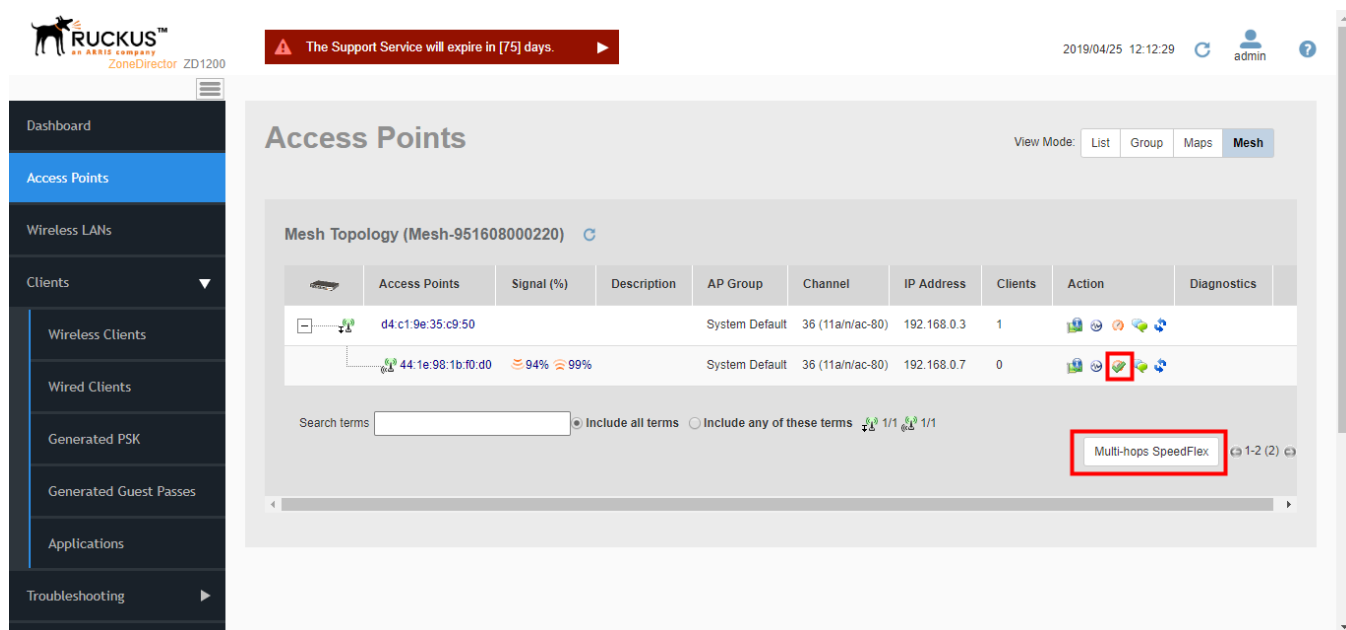 RUCKUS™
an ARRIS company
ZoneDirector ZD1200
The Support Service will expire in [75] days.
2019/04/25 12:12:29
admin
?
Dashboard
Access Points
Wireless LANs
Clients
Wireless Clients
Wired Clients
Generated PSK
Generated Guest Passes
Applications
Troubleshooting
Access Points
View Mode: List Group Maps Mesh
Mesh Topology (Mesh-951608000220)
Access Points Signal (%) Description AP Group Channel IP Address Clients Action Diagnostics
d4:c1:9e:35:c9:50 System Default 36 (11a/n/ac-80) 192.168.0.3 1
44:1e:98:1b:f0:d0 94% 99% System Default 36 (11a/n/ac-80) 192.168.0.7 0
Search terms Include all terms Include any of these terms 1/1 1/1
Multi-hops SpeedFlex 1-2 (2)